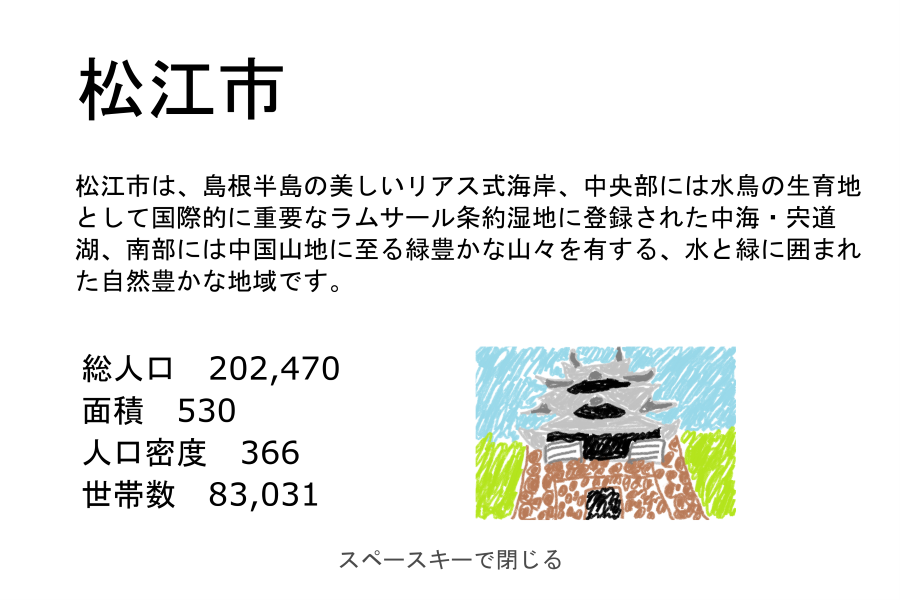 松江市
松江市は、島根半島の美しいリアス式海岸、中央部には水鳥の生育地
として国際的に重要なラムサール条約湿地に登録された中海・宍道
湖、南部には中国山地に至る緑豊かな山々を有する、水と緑に囲まれ
た自然豊かな地域です。
総人口　202,470
面積　530
人口密度　366
世帯数　83,031
スペースキーで閉じる